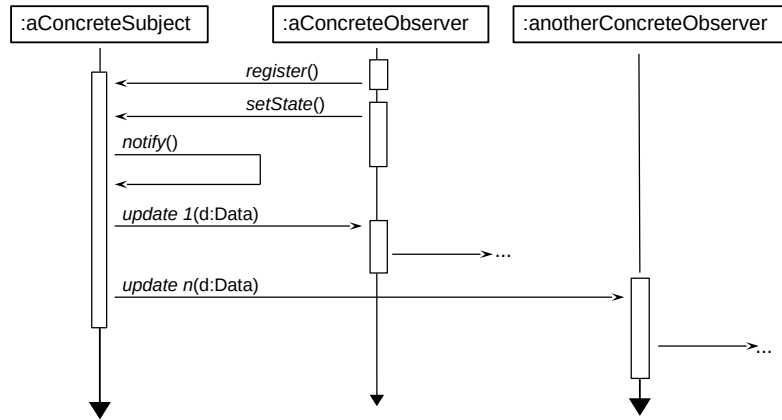 :aConcreteSubject
:aConcreteObserver
:anotherConcreteObserver
register()
setState()
notify()
update 1(d:Data)
...
update n(d:Data)
...